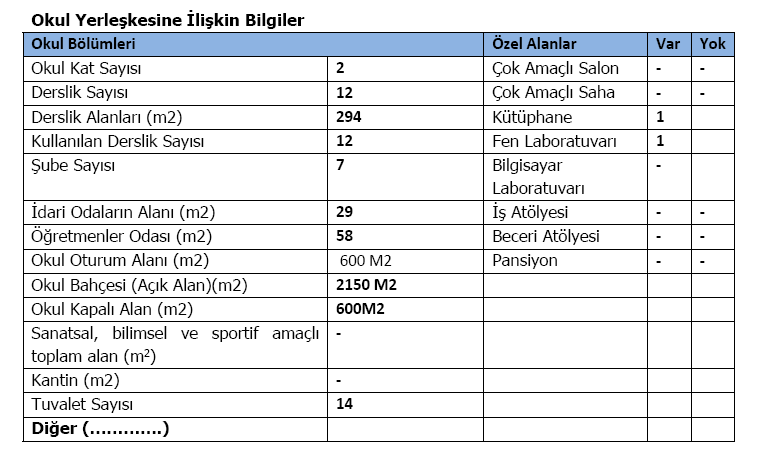 Okul Yerleşkesine İlişkin Bilgiler
Okul Bölümleri Özel Alanlar Var Yok
Okul Kat Sayısı 2 Çok Amaçlı Salon - -
Derslik Sayısı 12 Çok Amaçlı Saha - -
Derslik Alanları (m2) 294 Kütüphane 1
Kullanılan Derslik Sayısı 12 Fen Laboratuvarı 1
Şube Sayısı 7 Bilgisayar -
Laboratuvarı
İdari Odaların Alanı (m2) 29 İş Atölyesi - -
Öğretmenler Odası (m2) 58 Beceri Atölyesi - -
Okul Oturum Alanı (m2) 600 M2 Pansiyon - -
Okul Bahçesi (Açık Alan)(m2) 2150 M2
Okul Kapalı Alan (m2) 600M2
Sanatsal, bilimsel ve sportif amaçlı -
toplam alan (m²)
Kantin (m2) -
Tuvalet Sayısı 14
Diğer (………….)